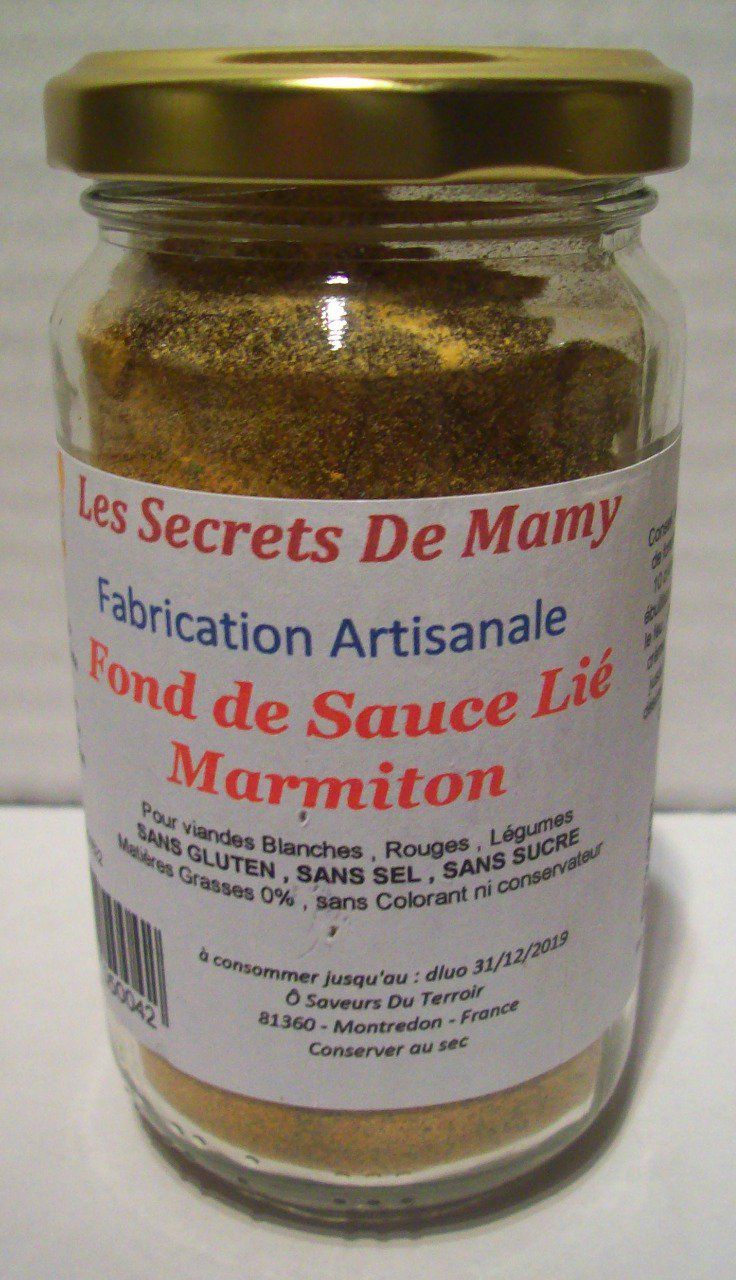 Les Secrets De Mamy
Fabrication Artisanale
Fond de Sauce Lié
Marmiton
Pour viandes Blanches , Rouges , Légumes
SANS GLUTEN , SANS SEL , SANS SUCRE
Matières Grasses 0% , sans Colorant ni conservateur
à consommer jusqu'au : dluo 31/12/2019
Ô Saveurs Du Terroir
81360 - Montredon - France
Conserver au sec